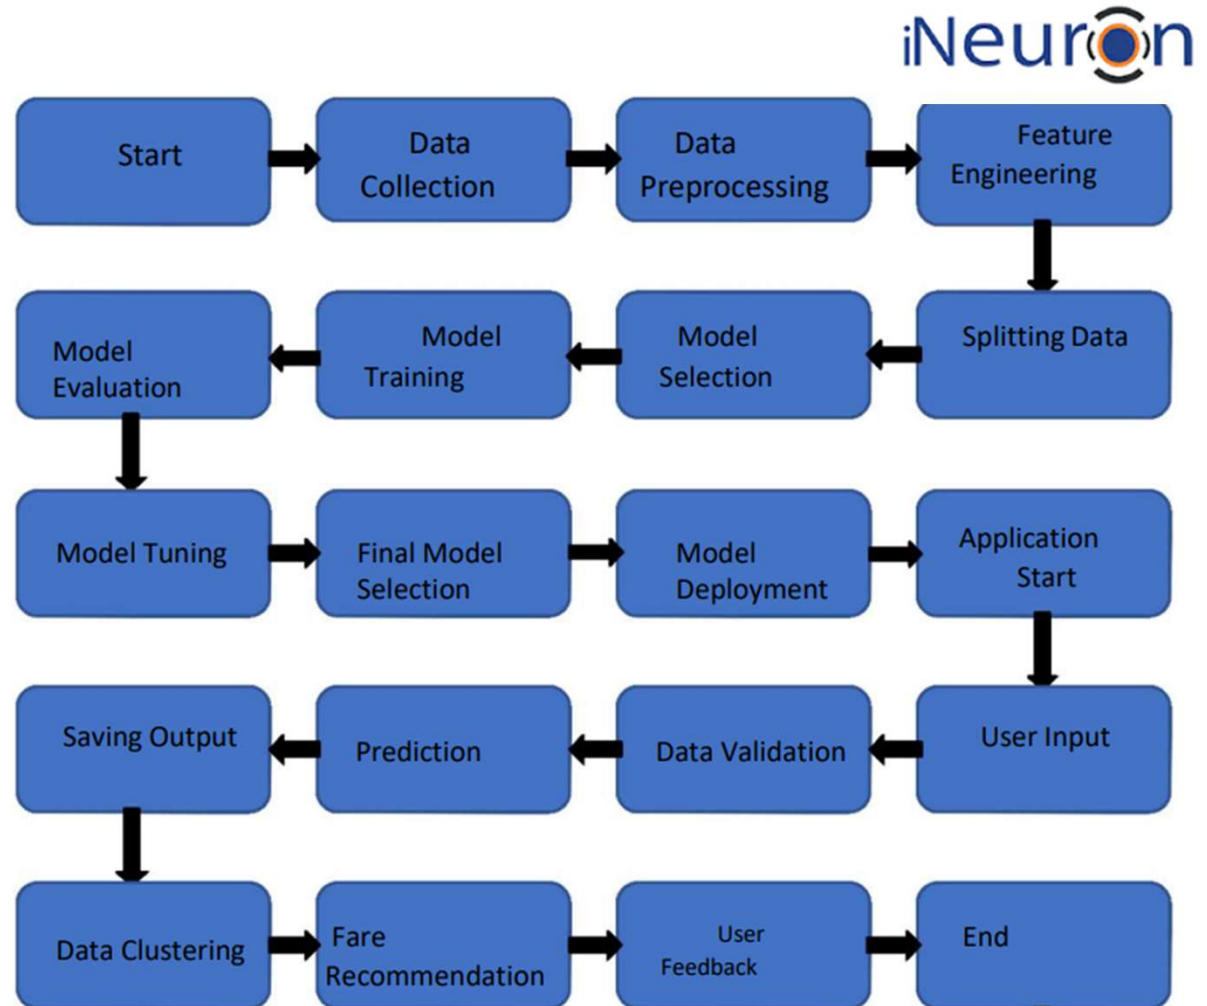 iNeuron
Start
Data
Collection
Data
Preprocessing
Feature
Engineering
Splitting Data
Model
Selection
Model
Training
Model
Evaluation
Model Tuning
Final Model
Selection
Model
Deployment
Application
Start
User Input
Data Validation
Prediction
Saving Output
Data Clustering
Fare
Recommendation
User
Feedback
End